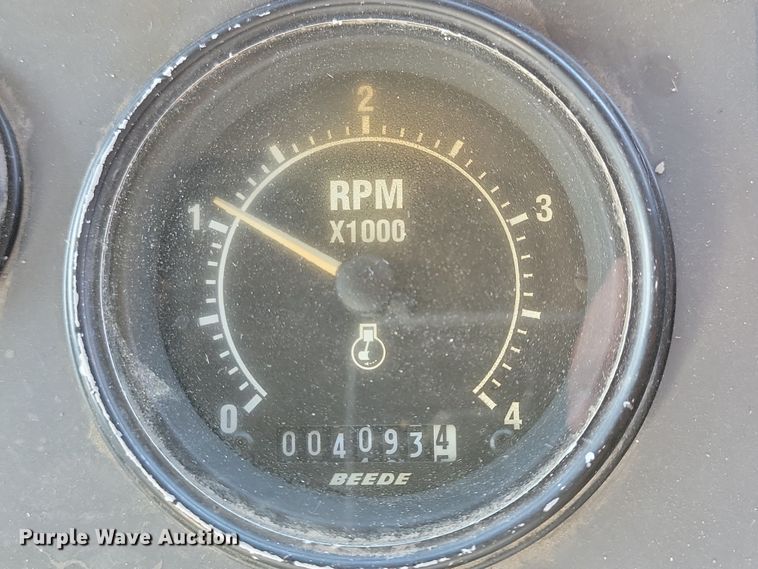 2
1
3
RPM
X1000
0
4
0040934
BEEDE
Purple Wave Auction